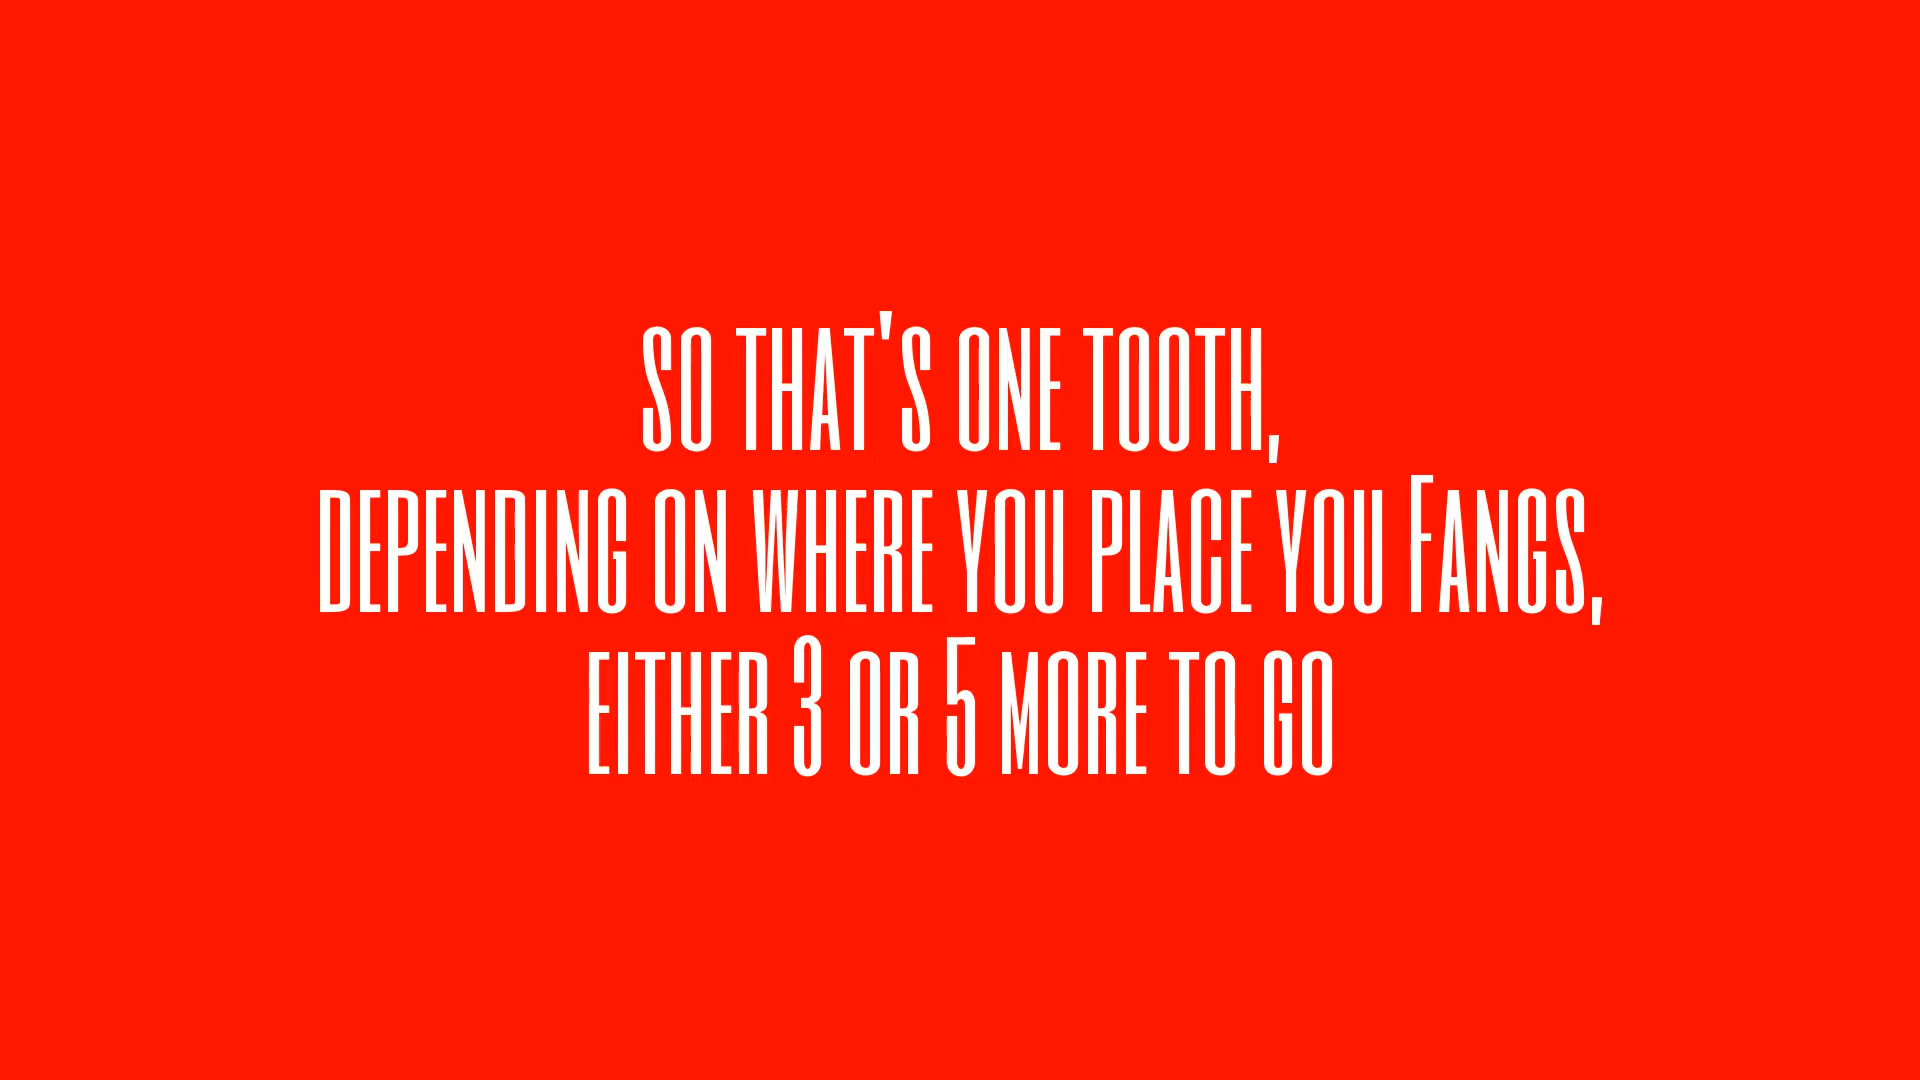 so that's one tooth,
depending on where you place you Fangs,
either 3 or 5 more to go